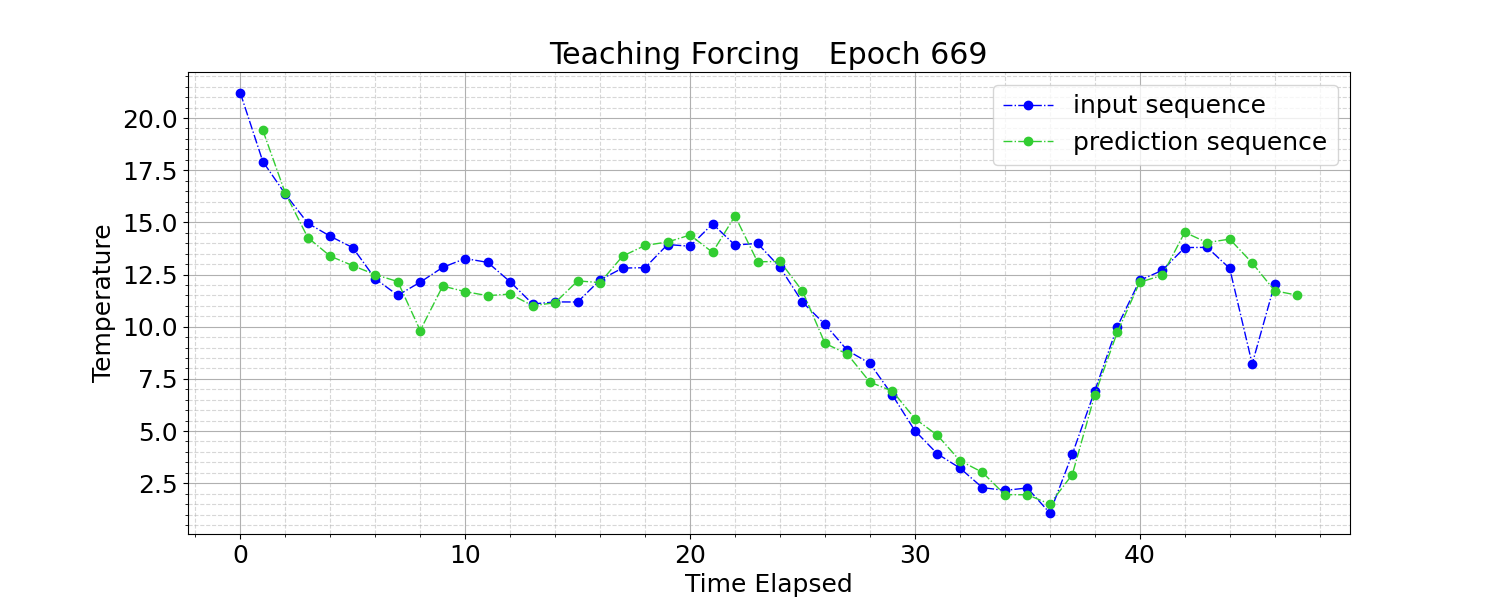 Teaching Forcing   Epoch 669
input sequence
prediction sequence
Temperature
20.0
17.5
15.0
12.5
10.0
7.5
5.0
2.5
0 10 20 30 40
Time Elapsed